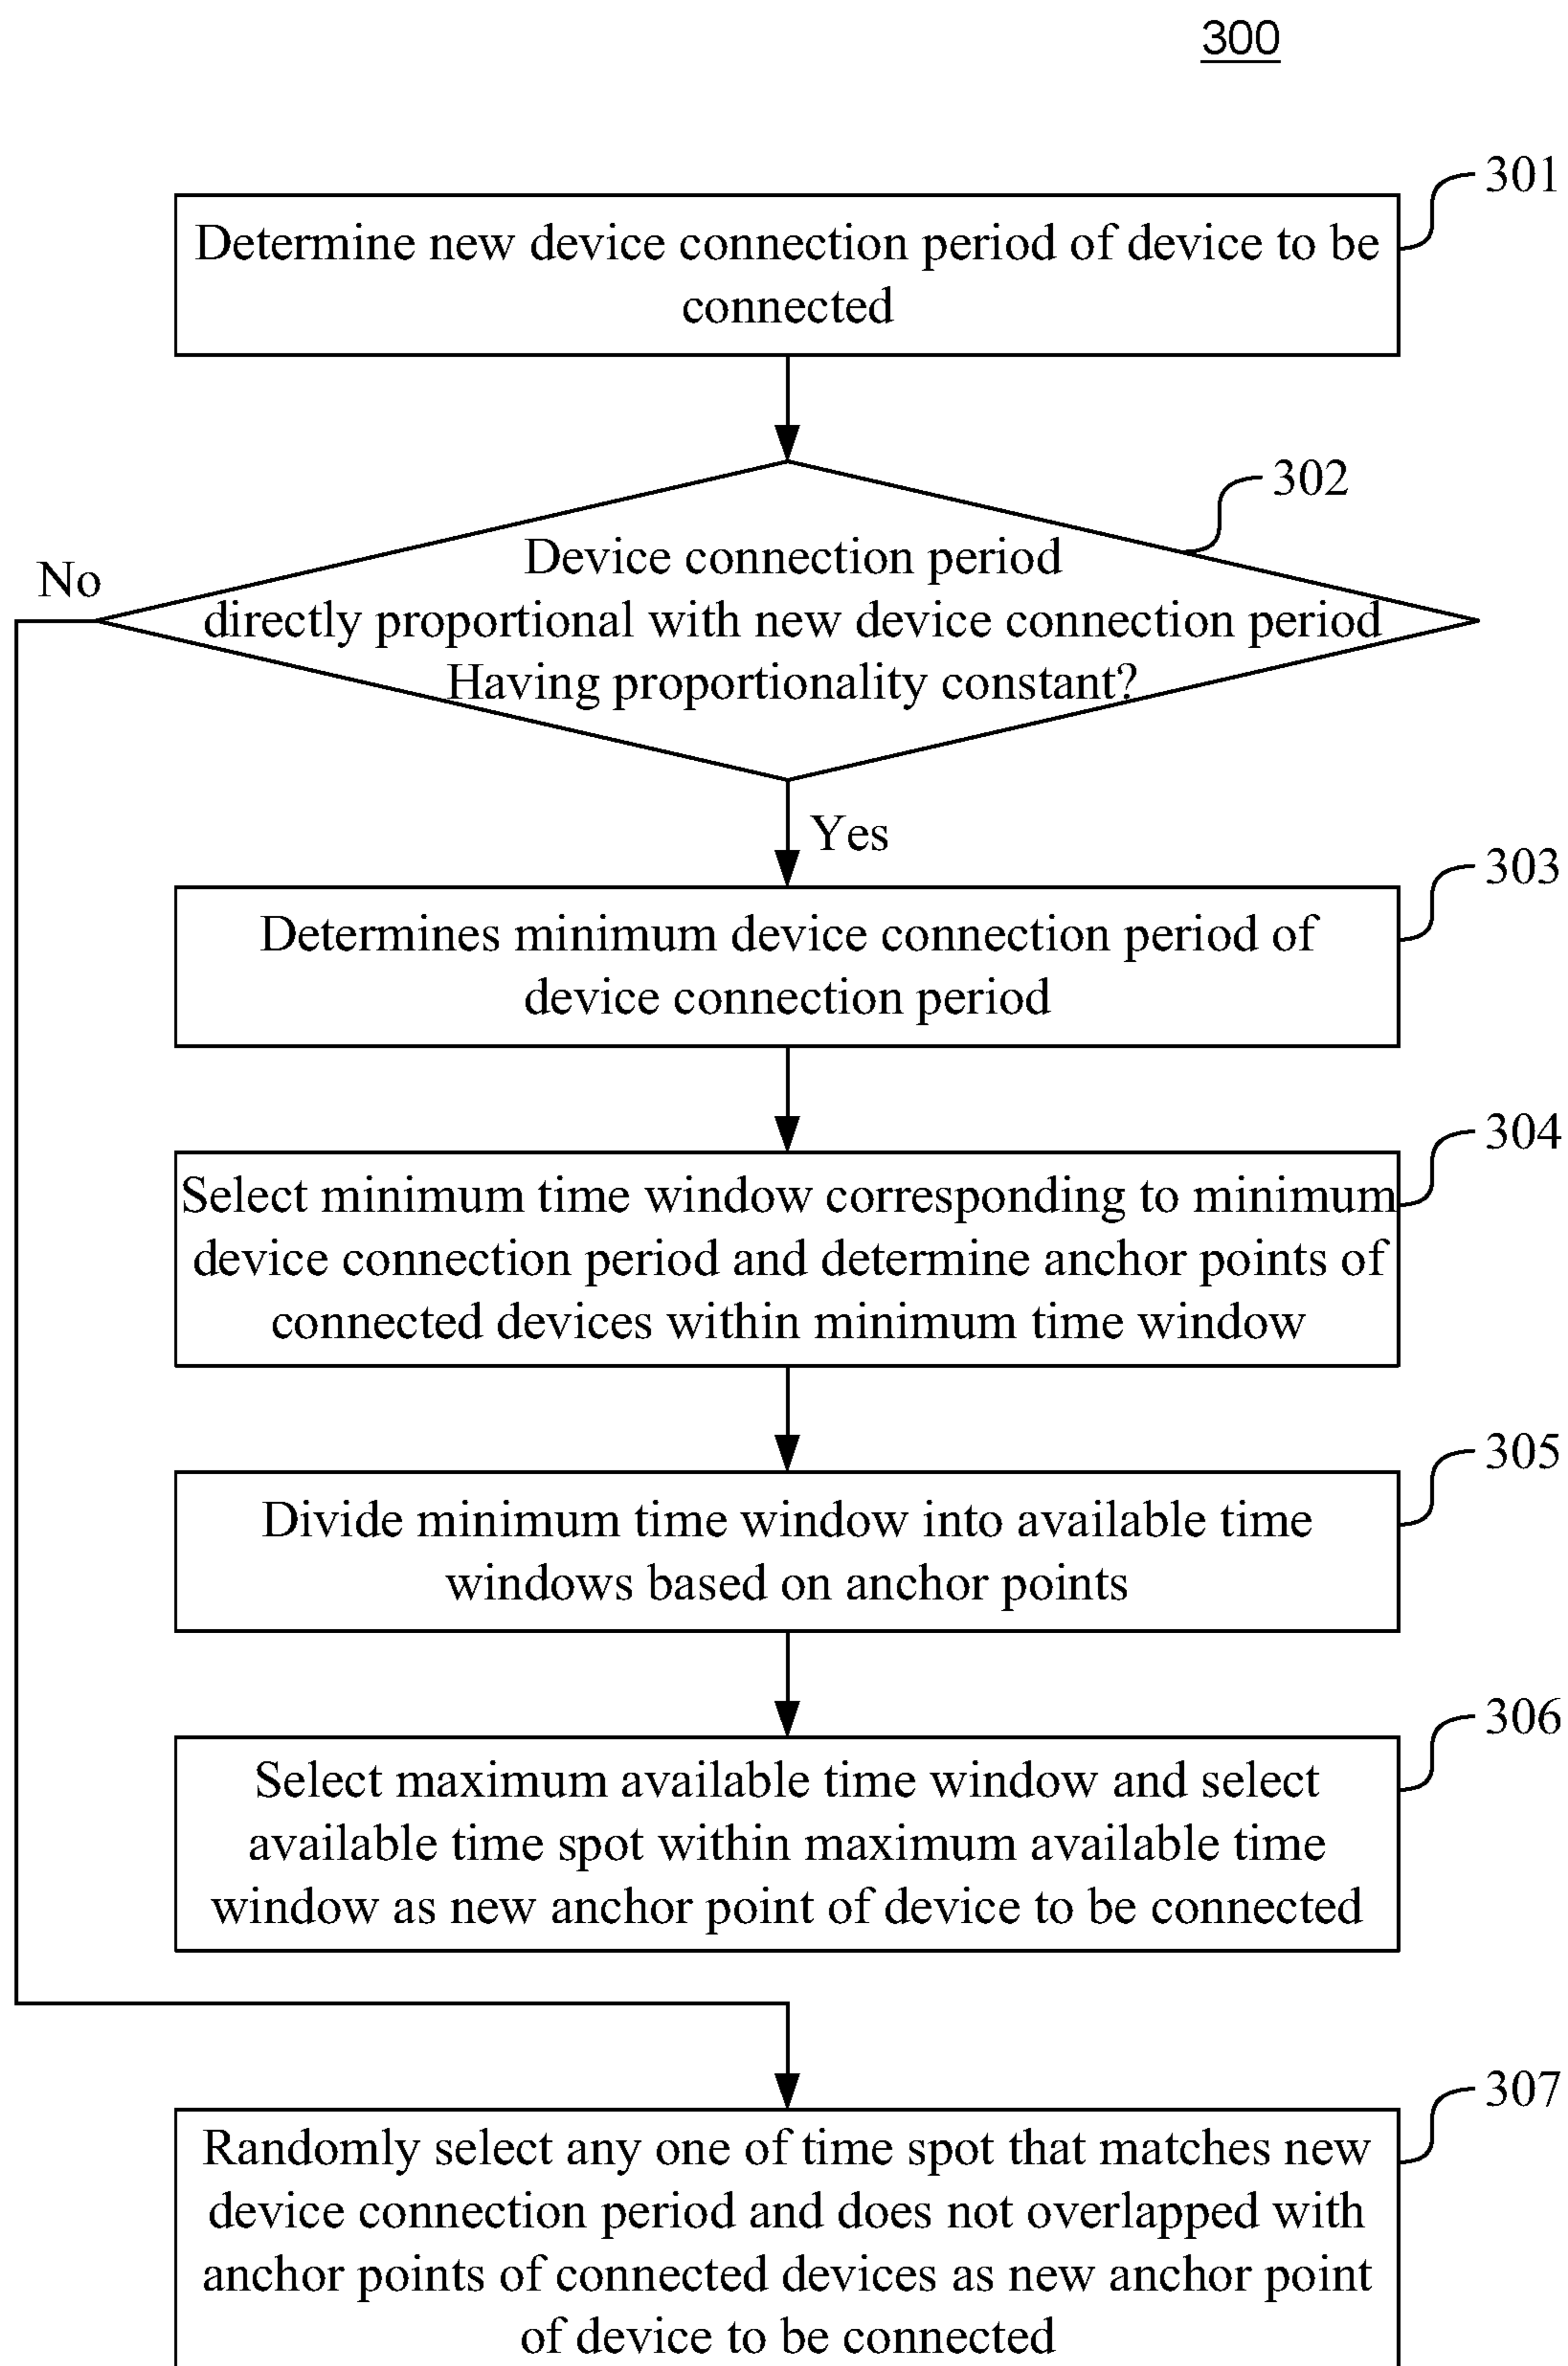 300
301
Determine new device connection period of device to be
connected
302
No
Device connection period
directly proportional with new device connection period
Having proportionality constant?
Yes
303
Determines minimum device connection period of
device connection period
304
Select minimum time window corresponding to minimum
device connection period and determine anchor points of
connected devices within minimum time window
305
Divide minimum time window into available time
windows based on anchor points
306
Select maximum available time window and select
available time spot within maximum available time
window as new anchor point of device to be connected
307
Randomly select any one of time spot that matches new
device connection period and does not overlapped with
anchor points of connected devices as new anchor point
of device to be connected